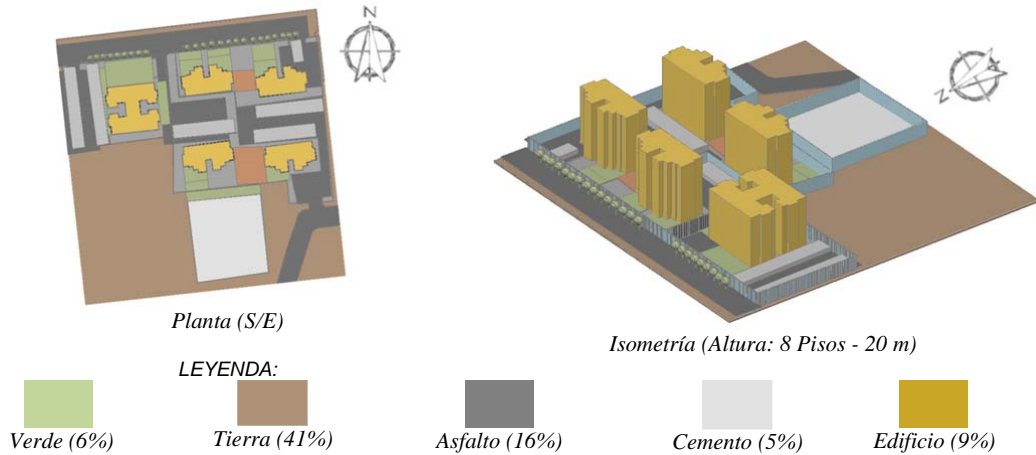 N
N
Planta (S/E)
Isometría (Altura: 8 Pisos - 20 m)
LEYENDA:
Verde (6%)
Tierra (41%)
Asfalto (16%)
Cemento (5%)
Edificio (9%)